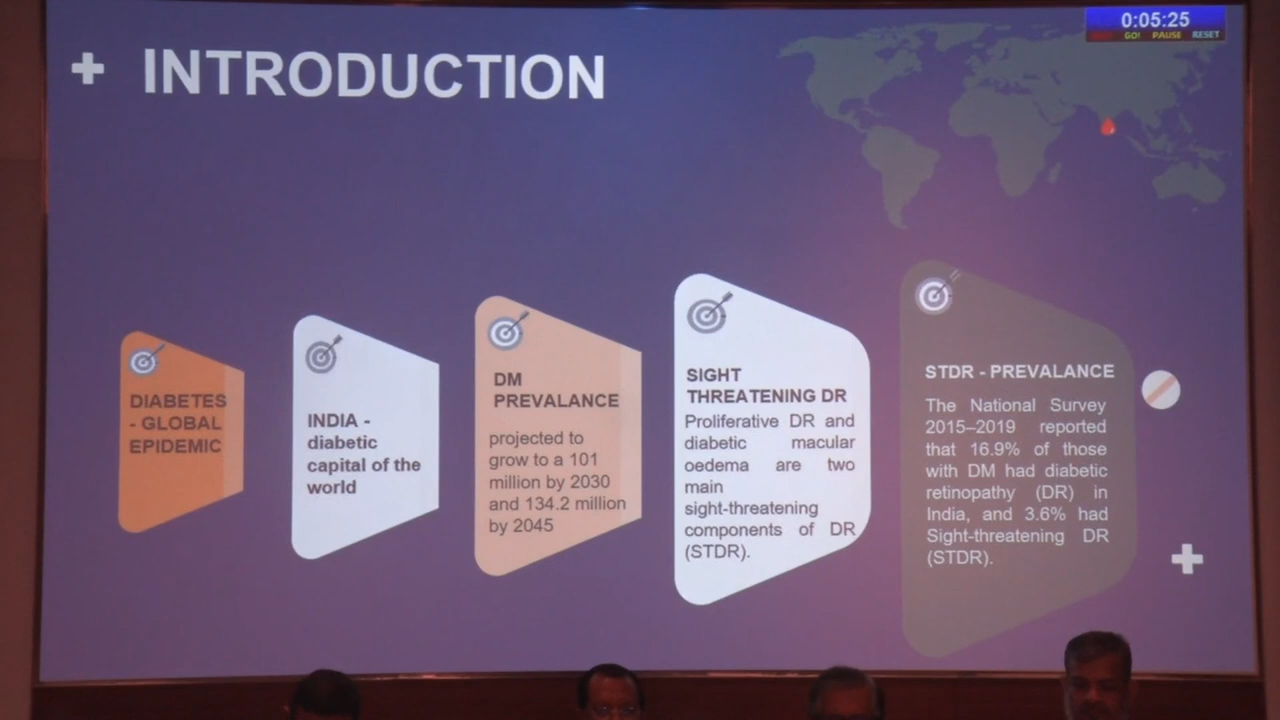 0:05:25
GO! PAUSE RESET
INTRODUCTION
DIABETES
- GLOBAL
EPIDEMIC
INDIA -
diabetic
capital of the
world
DM
PREVALANCE
projected to
grow to a 101
million by 2030
and 134.2 million
by 2045
SIGHT
THREATENING DR
Proliferative DR and
diabetic macular
oedema are two
main
sight-threatening
components of DR
(STDR).
STDR - PREVALANCE
The National Survey
2015–2019 reported
that 16.9% of those
with DM had diabetic
retinopathy (DR) in
India, and 3.6% had
Sight-threatening DR
(STDR).